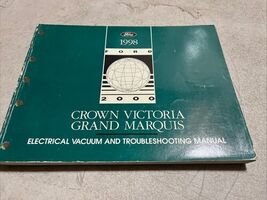 Ford
1998
FORD
2000
CROWN VICTORIA
GRAND MARQUIS
ELECTRICAL VACUUM AND TROUBLESHOOTING MANUAL